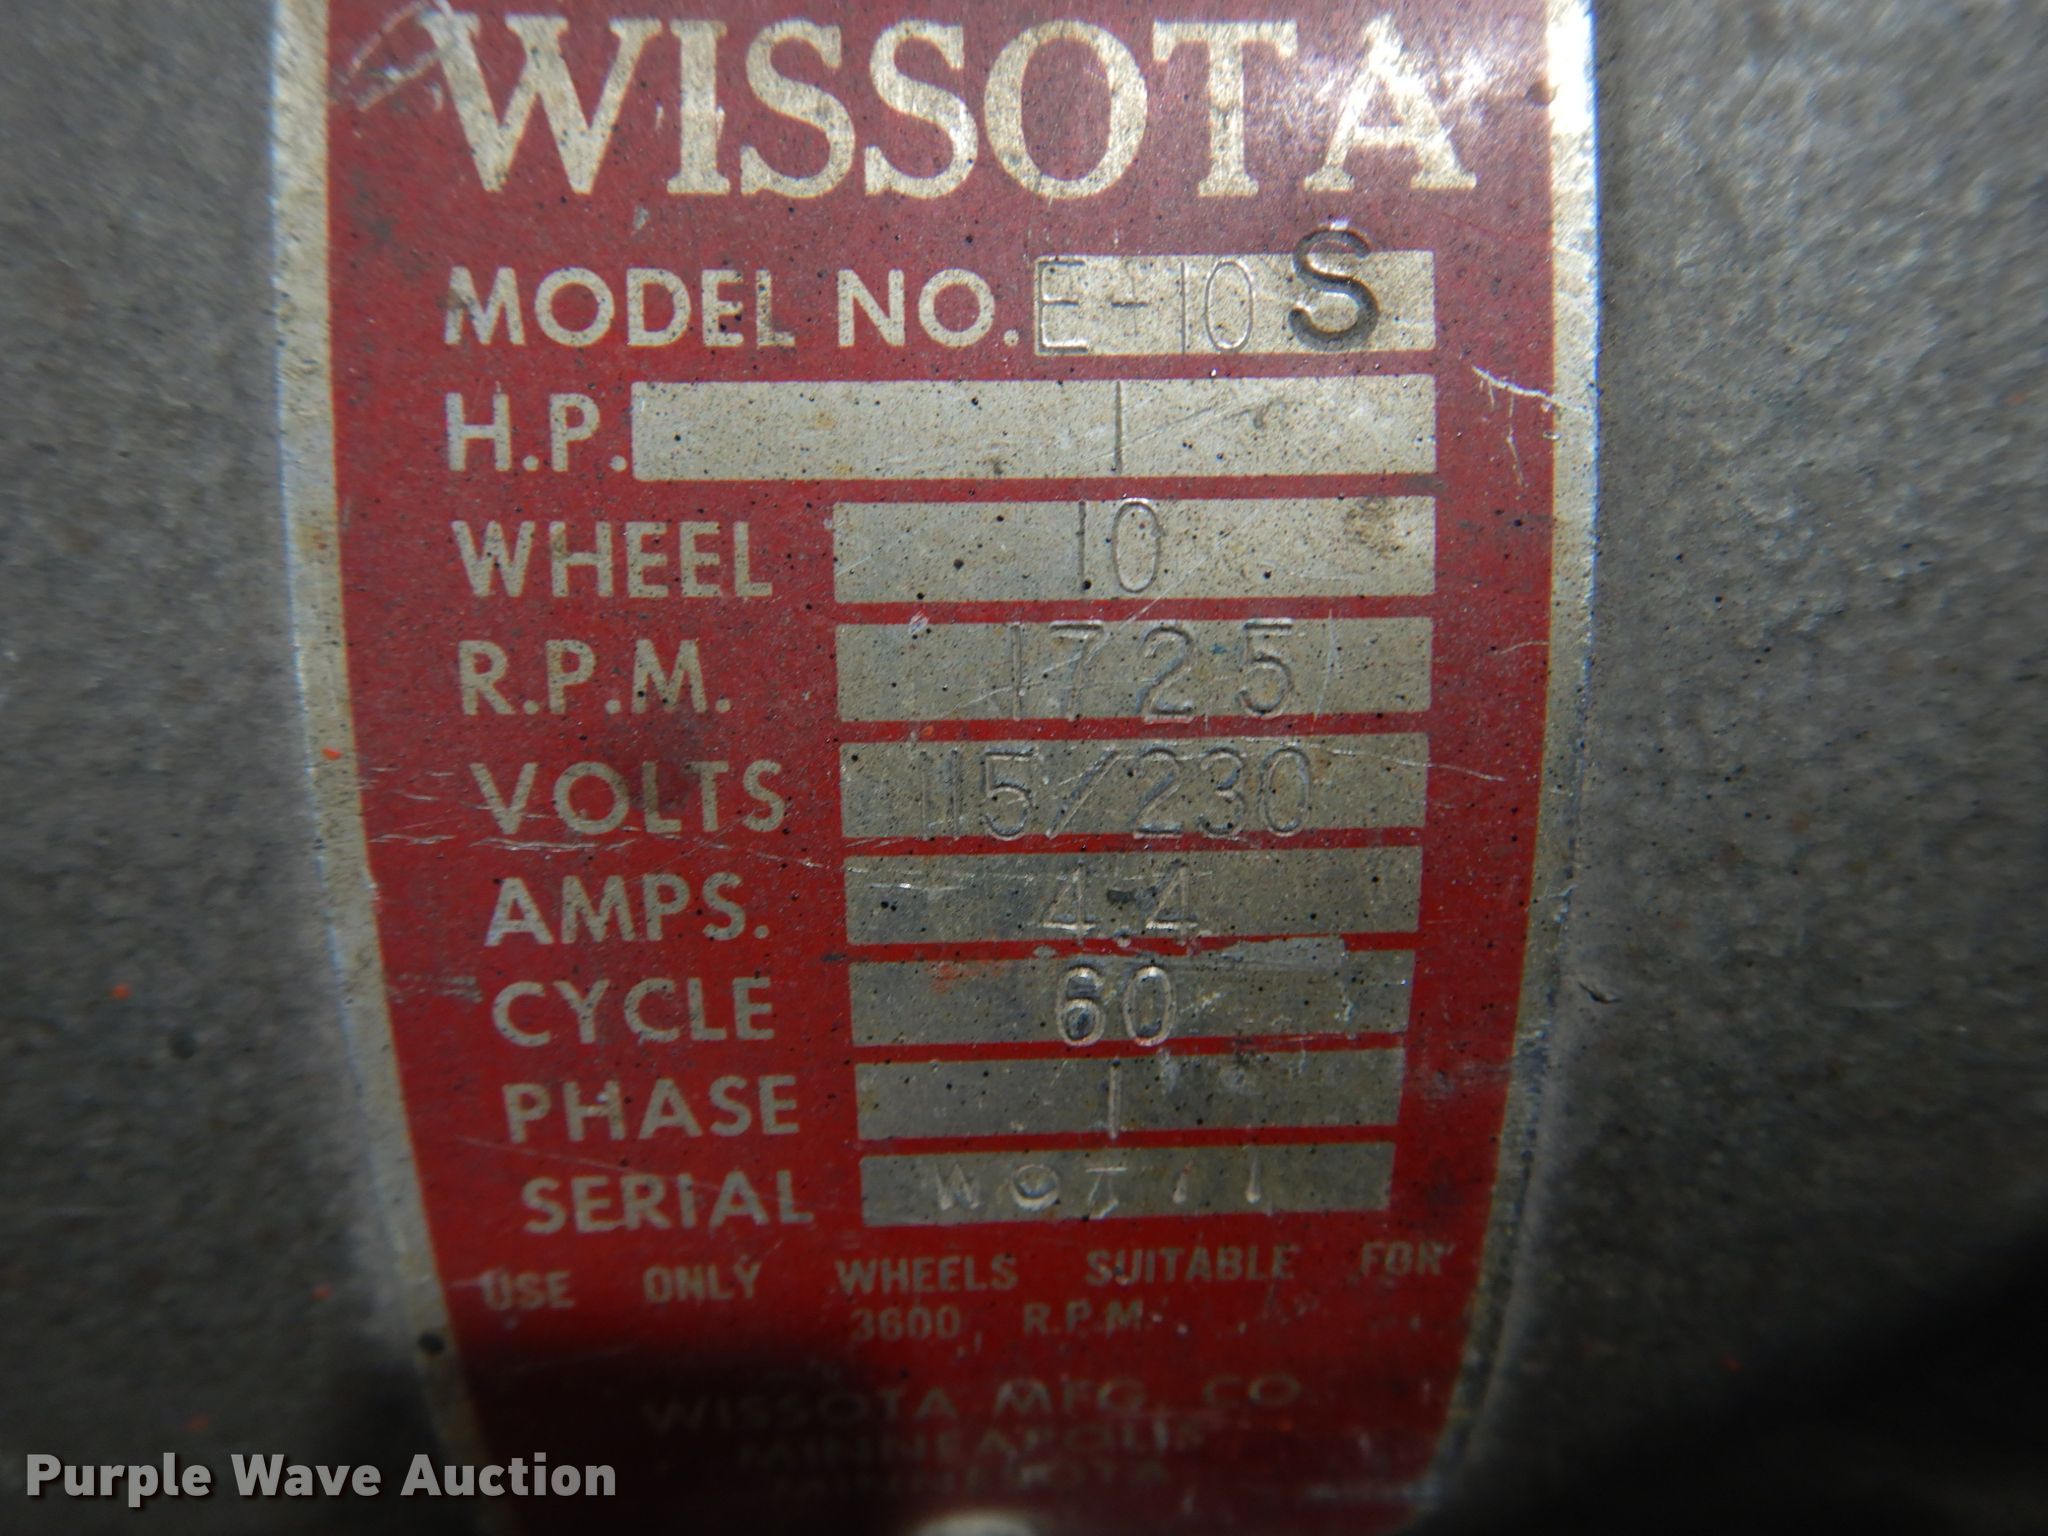 WISSOTA
MODEL NO. E-10 S
H.P. 1
WHEEL 10
R.P.M. 1725
VOLTS 115/230
AMPS. 4.4
CYCLE 60
PHASE 1
SERIAL
USE ONLY WHEELS SUITABLE FOR
3600 R.P.M.
WISSOTA MFG. CO.
MINNEAPOLIS
Purple Wave Auction